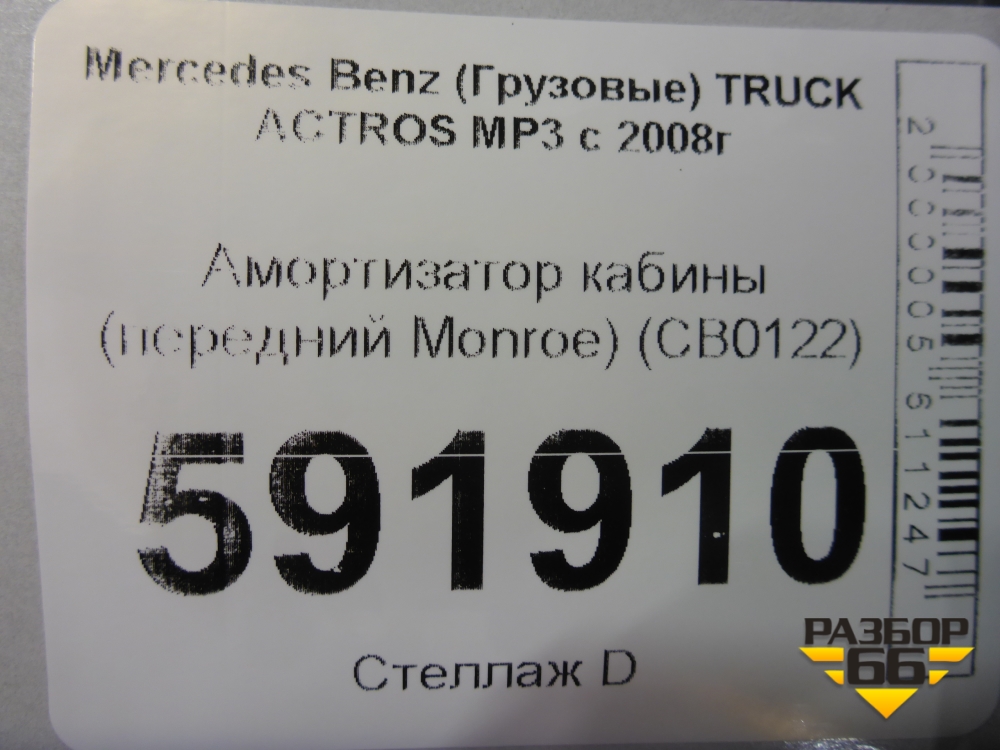 Mercedes Benz (Грузовые) TRUCK
ACTROS MP3 с 2008г
Амортизатор кабины
(передний Monroe) (CB0122)
591910
Стеллаж D
2000005611247
РАЗБОР
66